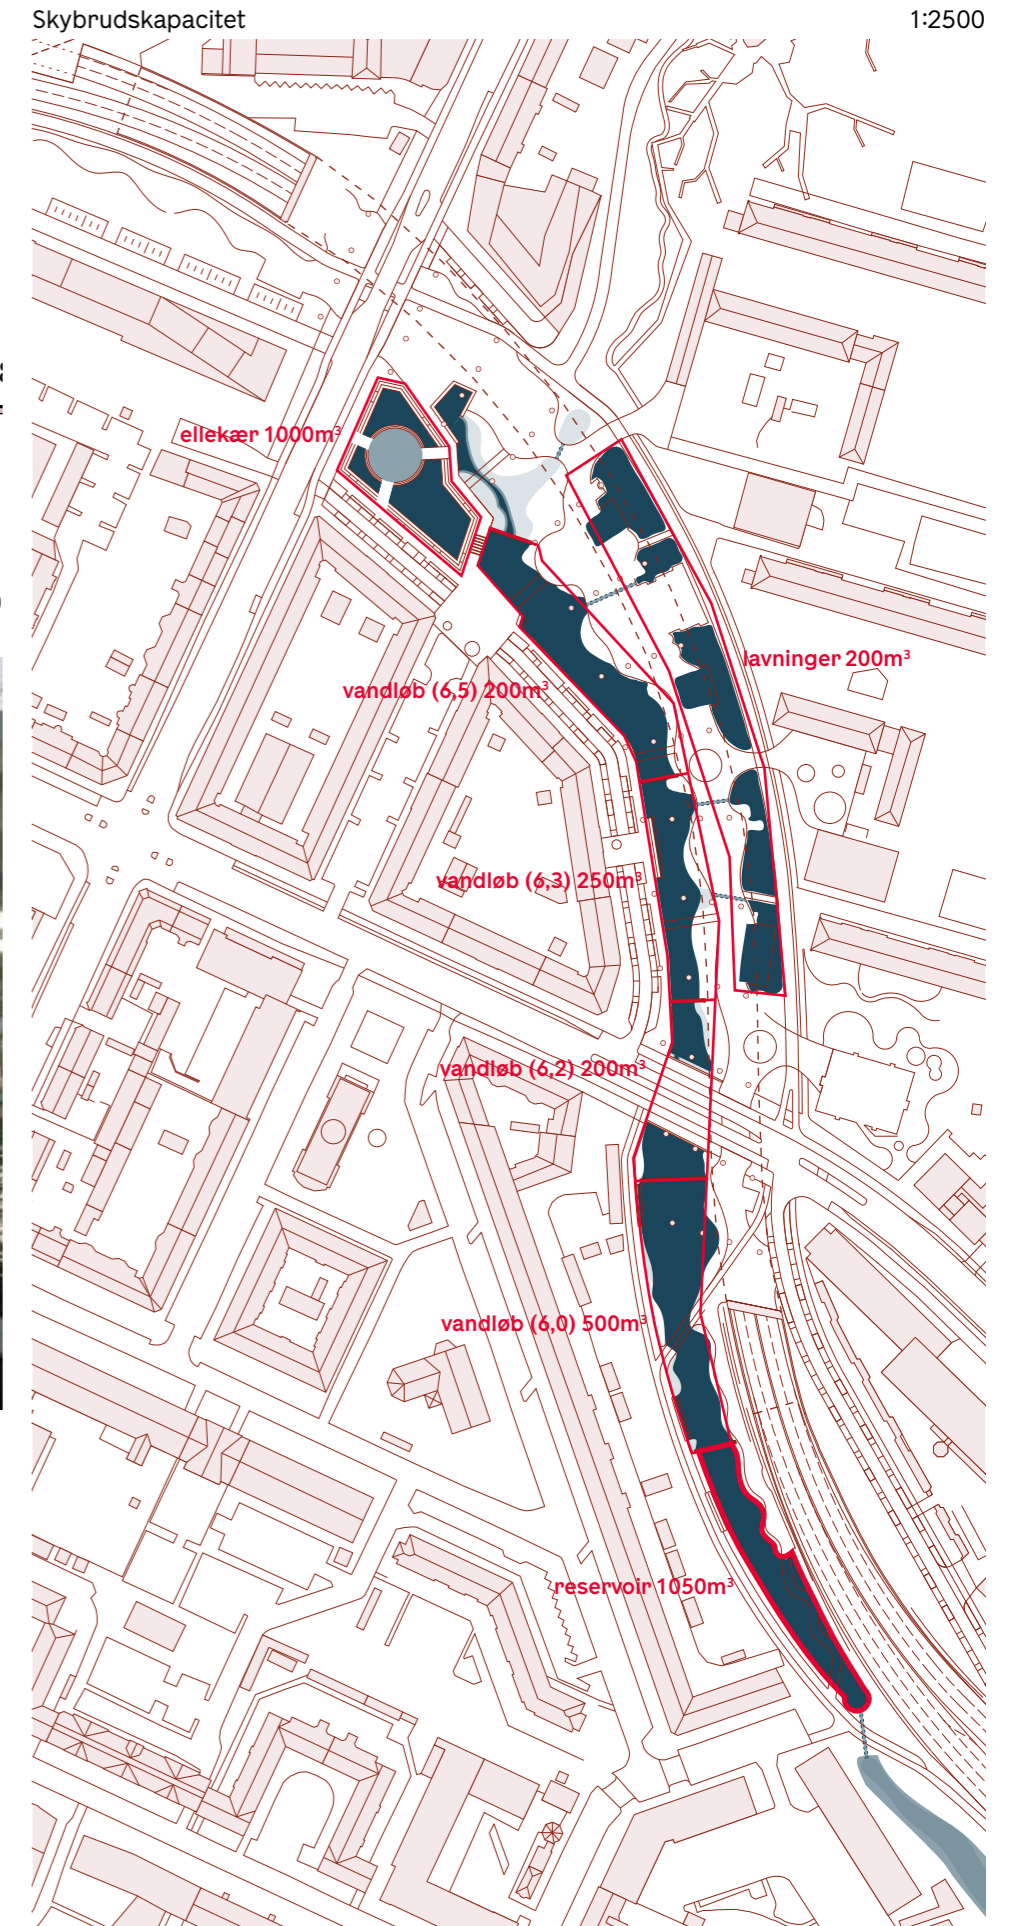 Skybrudskapacitet
1:2500
ellekær 1000m³
lavninger 200m³
vandløb (6,5) 200m³
vandløb (6,3) 250m³
vandløb (6,2) 200m³
vandløb (6,0) 500m³
reservoir 1050m³